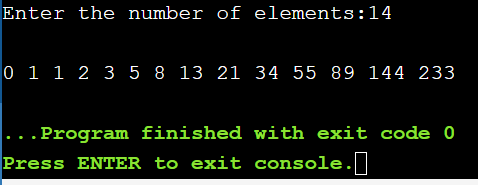 Enter the number of elements:14
0 1 1 2 3 5 8 13 21 34 55 89 144 233
...Program finished with exit code 0
Press ENTER to exit console.